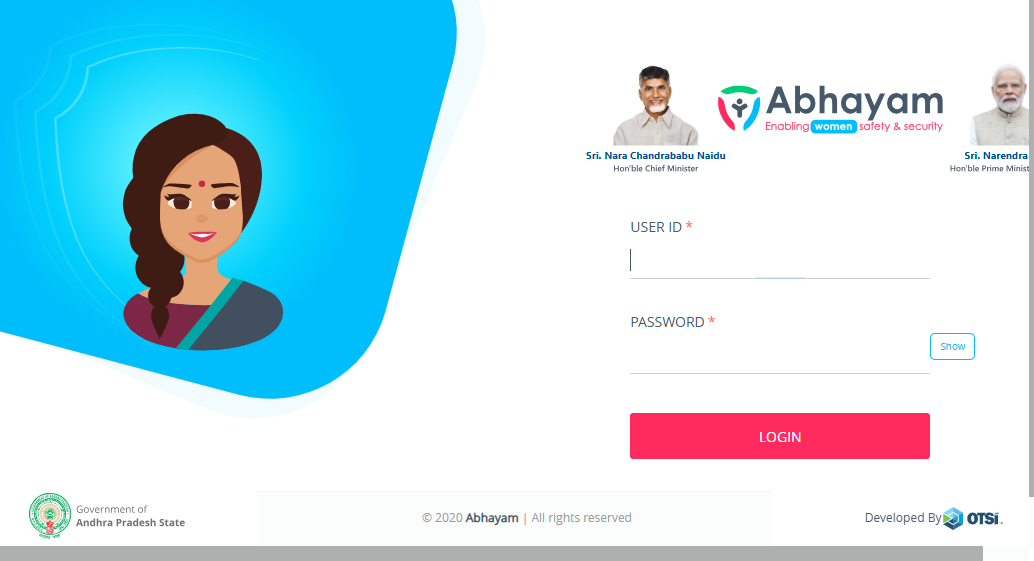 Abhayam
Enabling women safety & security
Sri. Nara Chandrababu Naidu
Hon'ble Chief Minister
Sri. Narendra
Hon'ble Prime Minist
USER ID *
PASSWORD *
Show
LOGIN
Government of
Andhra Pradesh State
© 2020 Abhayam | All rights reserved
Developed By OTSi